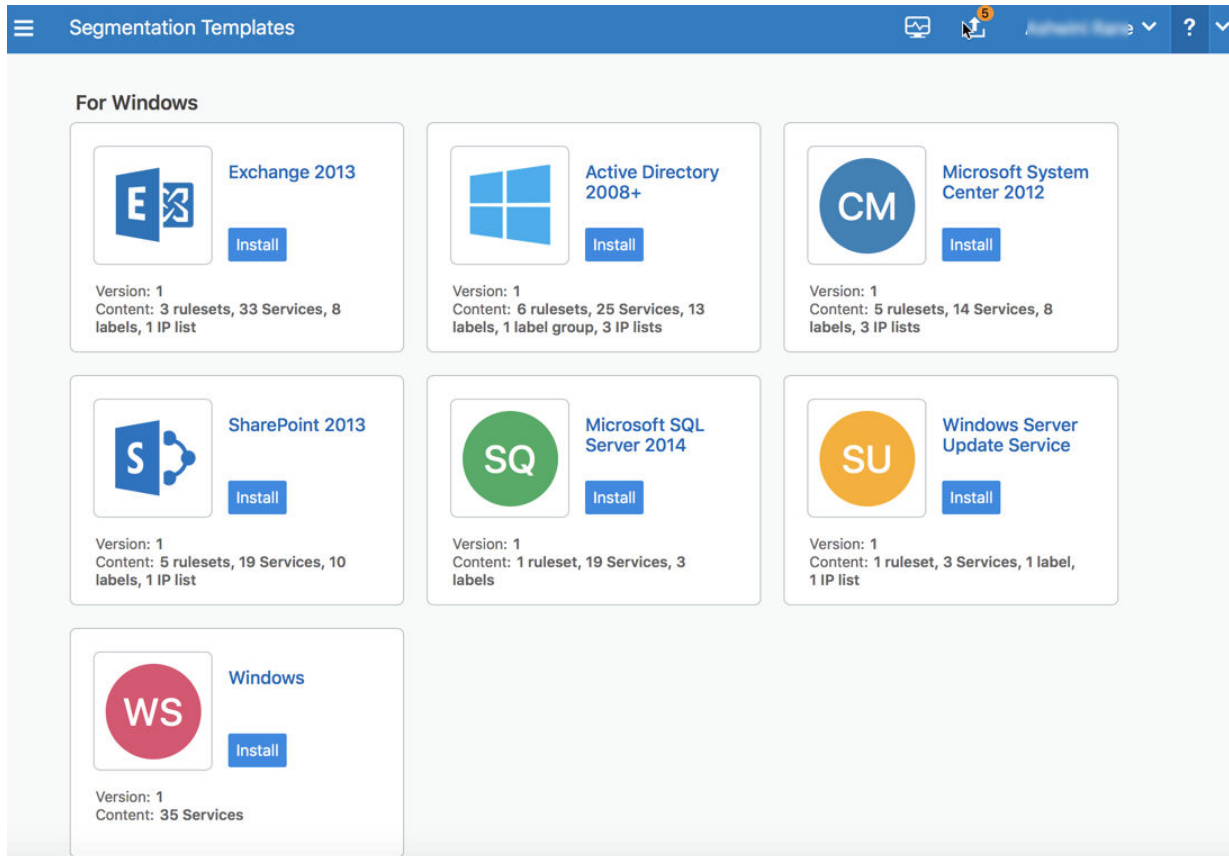 Segmentation Templates
5
?
For Windows
E
Exchange 2013
Install
Version: 1
Content: 3 rulesets, 33 Services, 8
labels, 1 IP list
Active Directory
2008+
Install
Version: 1
Content: 6 rulesets, 25 Services, 13
labels, 1 label group, 3 IP lists
CM
Microsoft System
Center 2012
Install
Version: 1
Content: 5 rulesets, 14 Services, 8
labels, 3 IP lists
S
SharePoint 2013
Install
Version: 1
Content: 5 rulesets, 19 Services, 10
labels, 1 IP list
SQ
Microsoft SQL
Server 2014
Install
Version: 1
Content: 1 ruleset, 19 Services, 3
labels
SU
Windows Server
Update Service
Install
Version: 1
Content: 1 ruleset, 3 Services, 1 label,
1 IP list
WS
Windows
Install
Version: 1
Content: 35 Services